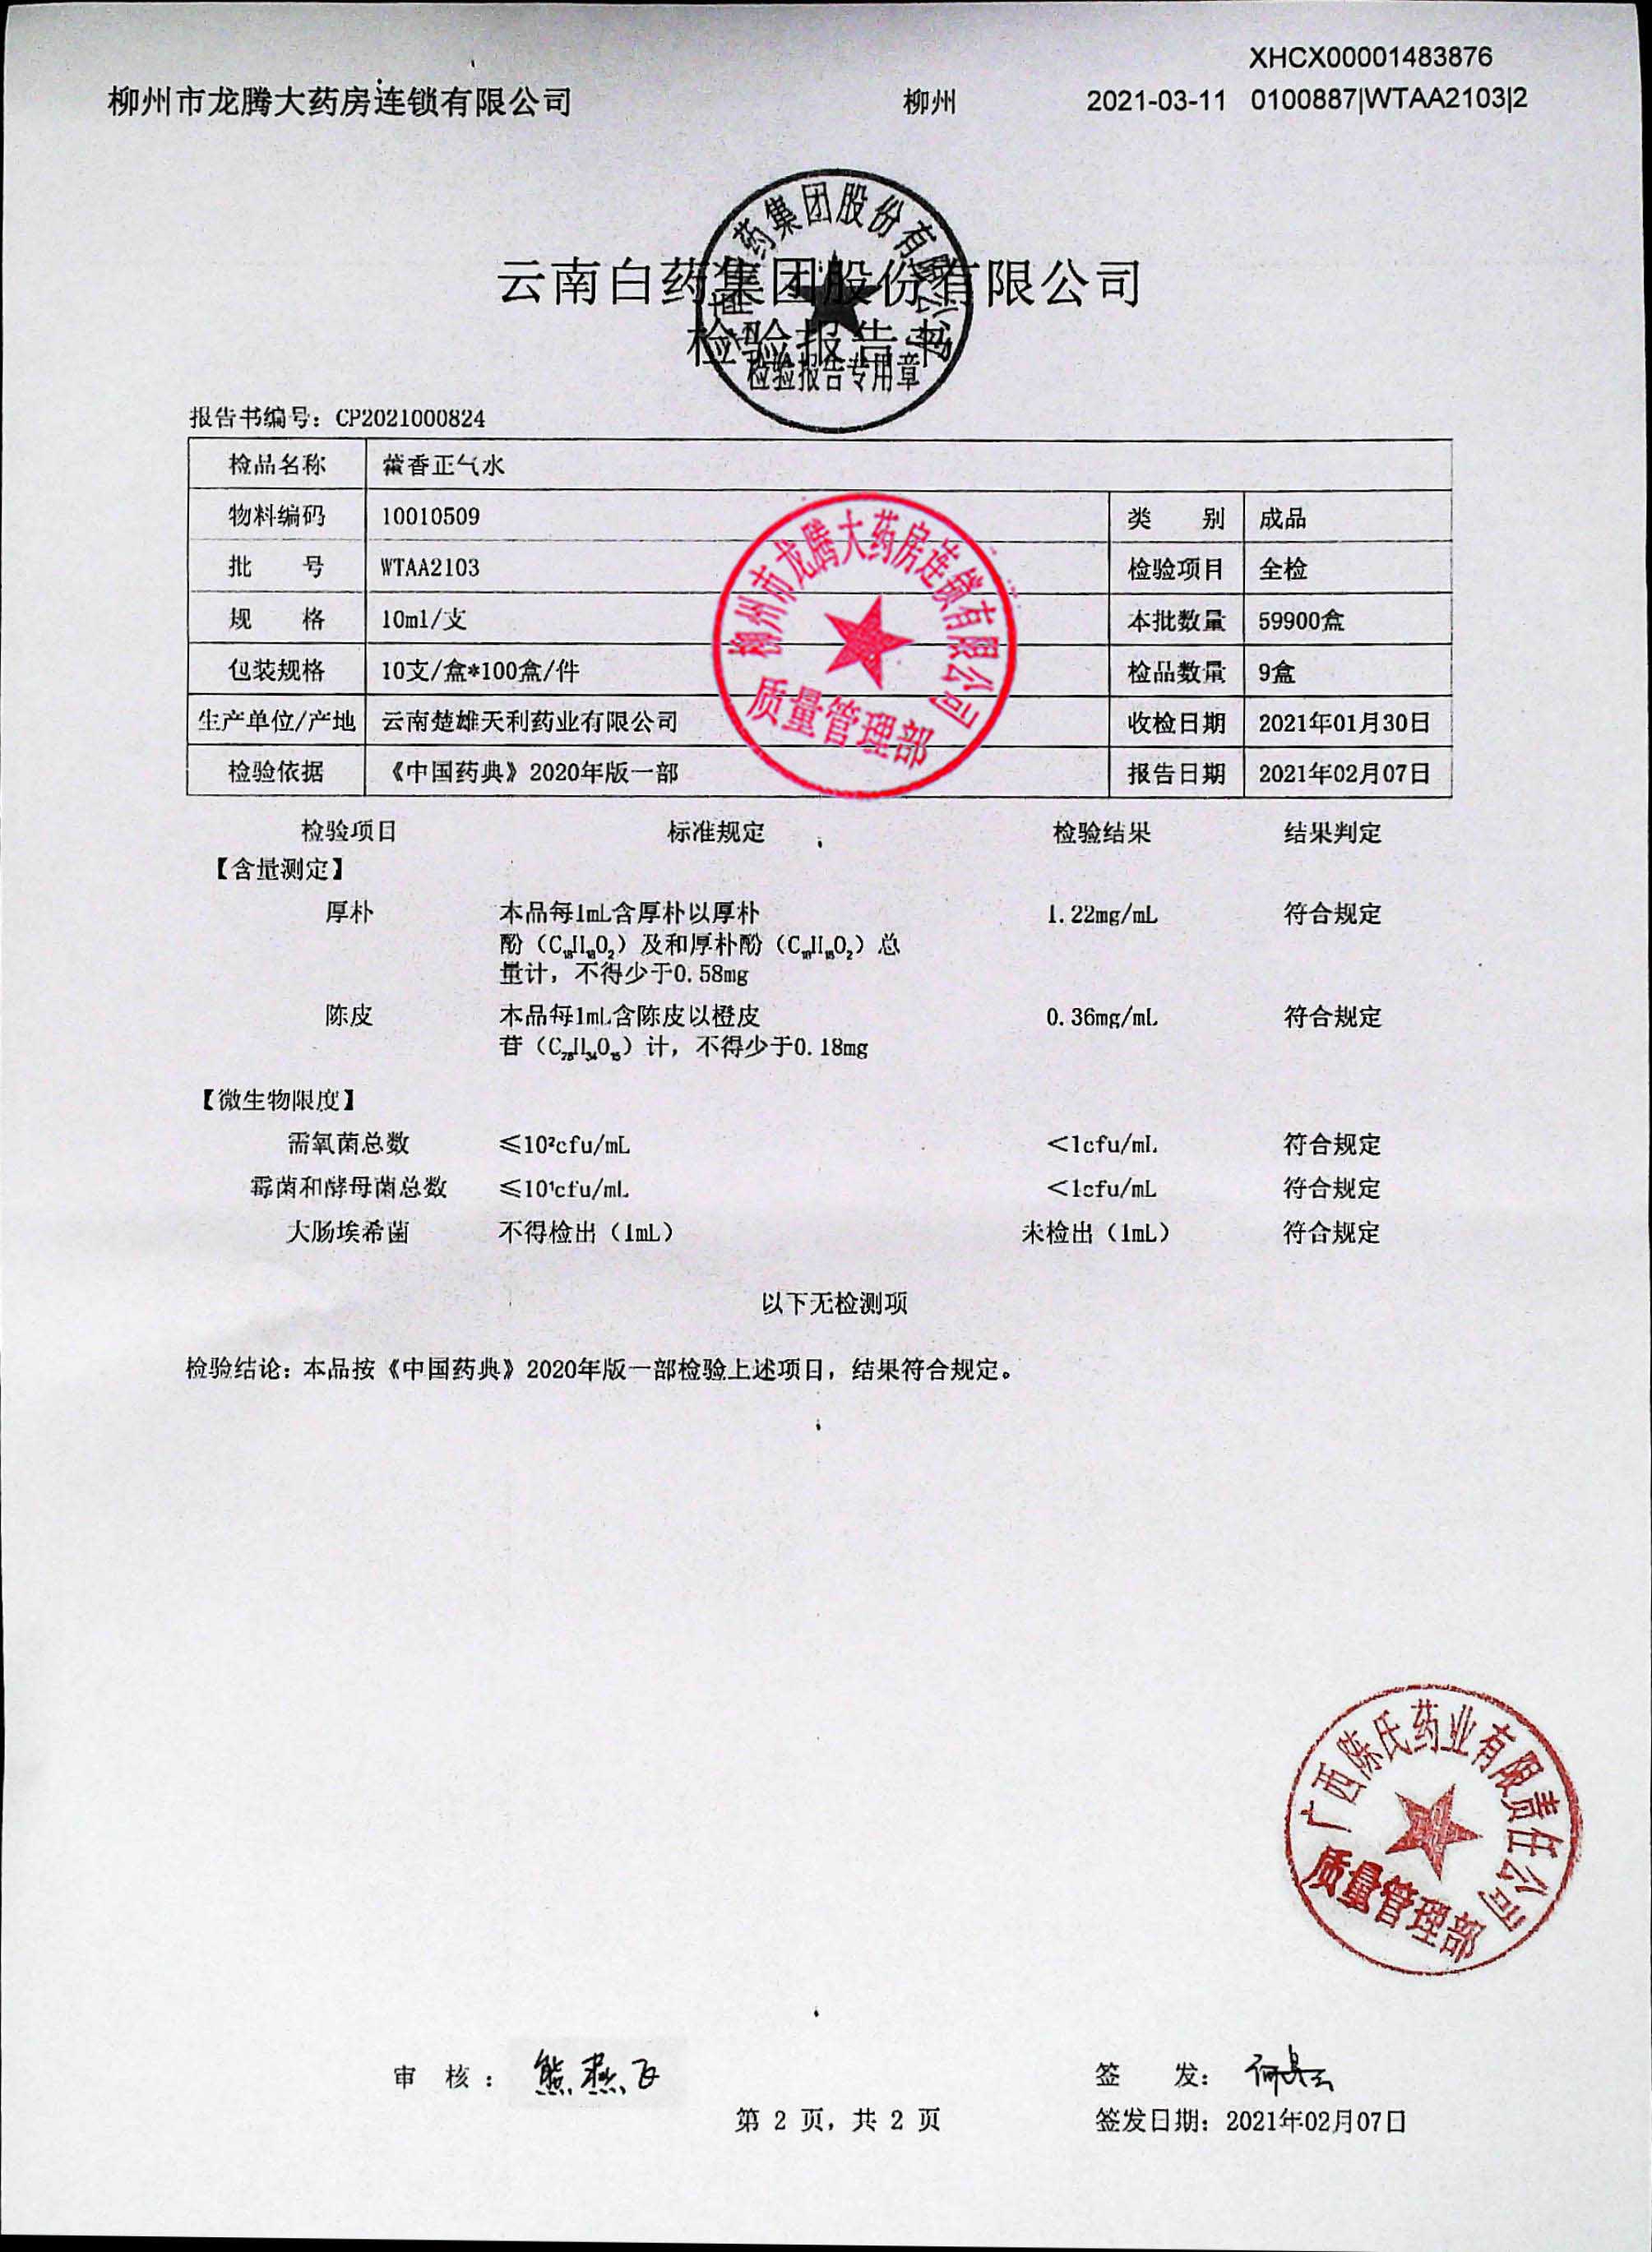 XHCX00001483876
柳州市龙腾大药房连锁有限公司 柳州 2021-03-11 0100887|WTAA2103|2
云南白药集团股份有限公司
检验报告书
检验报告专用章
报告书编号：CP2021000824
检品名称 藿香正气水
物料编码 10010509 类 别 成品
批 号 WTAA2103 检验项目 全检
规 格 10ml/支 本批数量 59900盒
包装规格 10支/盒*100盒/件 检品数量 9盒
生产单位/产地 云南楚雄天利药业有限公司 收检日期 2021年01月30日
检验依据 《中国药典》2020年版一部 报告日期 2021年02月07日
柳州市龙腾大药房连锁有限公司
质量管理部
检验项目 标准规定 检验结果 结果判定
【含量测定】
厚朴 本品每1mL含厚朴以厚朴 1.22mg/mL 符合规定
酚（C₁₈H₁₈O₂）及和厚朴酚（C₁₈H₁₈O₂）总
量计，不得少于0.58mg
陈皮 本品每1mL含陈皮以橙皮 0.36mg/mL 符合规定
苷（C₂₈H₃₄O₁₅）计，不得少于0.18mg
【微生物限度】
需氧菌总数 ≤10²cfu/mL <1cfu/mL 符合规定
霉菌和酵母菌总数 ≤10¹cfu/mL <1cfu/mL 符合规定
大肠埃希菌 不得检出（1mL） 未检出（1mL） 符合规定
以下无检测项
检验结论：本品按《中国药典》2020年版一部检验上述项目，结果符合规定。
广西陈氏药业有限责任公司
质量管理部
审 核： 熊燕飞 签 发：
第 2 页，共 2 页 签发日期：2021年02月07日